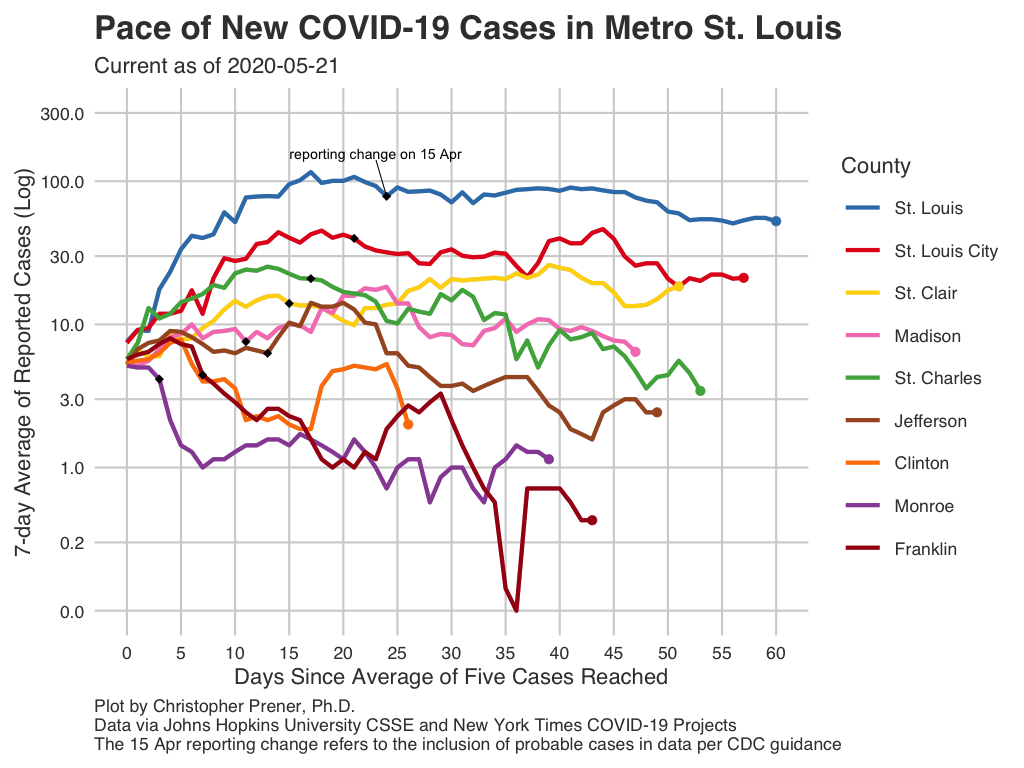 Pace of New COVID-19 Cases in Metro St. Louis
Current as of 2020-05-21
7-day Average of Reported Cases (Log)
300.0
100.0
30.0
10.0
3.0
1.0
0.2
0.0
reporting change on 15 Apr
0 5 10 15 20 25 30 35 40 45 50 55 60
Days Since Average of Five Cases Reached
County
St. Louis
St. Louis City
St. Clair
Madison
St. Charles
Jefferson
Clinton
Monroe
Franklin
Plot by Christopher Prener, Ph.D.
Data via Johns Hopkins University CSSE and New York Times COVID-19 Projects
The 15 Apr reporting change refers to the inclusion of probable cases in data per CDC guidance